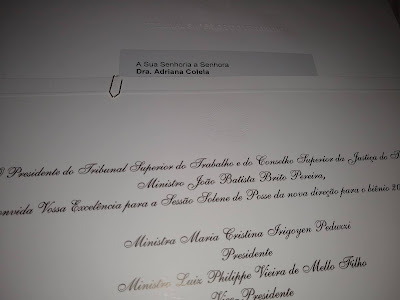 A Sua Senhoria a Senhora
Dra. Adriana Cotela
Presidente do Tribunal Superior do Trabalho e do Conselho Superior da Justiça do
Ministro João Batista Brito Pereira,
Vossa Excelência para a Sessão Solene de Posse da nova direção para o biênio
Ministra Maria Cristina Irigoyen Peduzzi
Presidente
Ministro Luiz Philippe Vieira de Mello Filho
Vice-Presidente